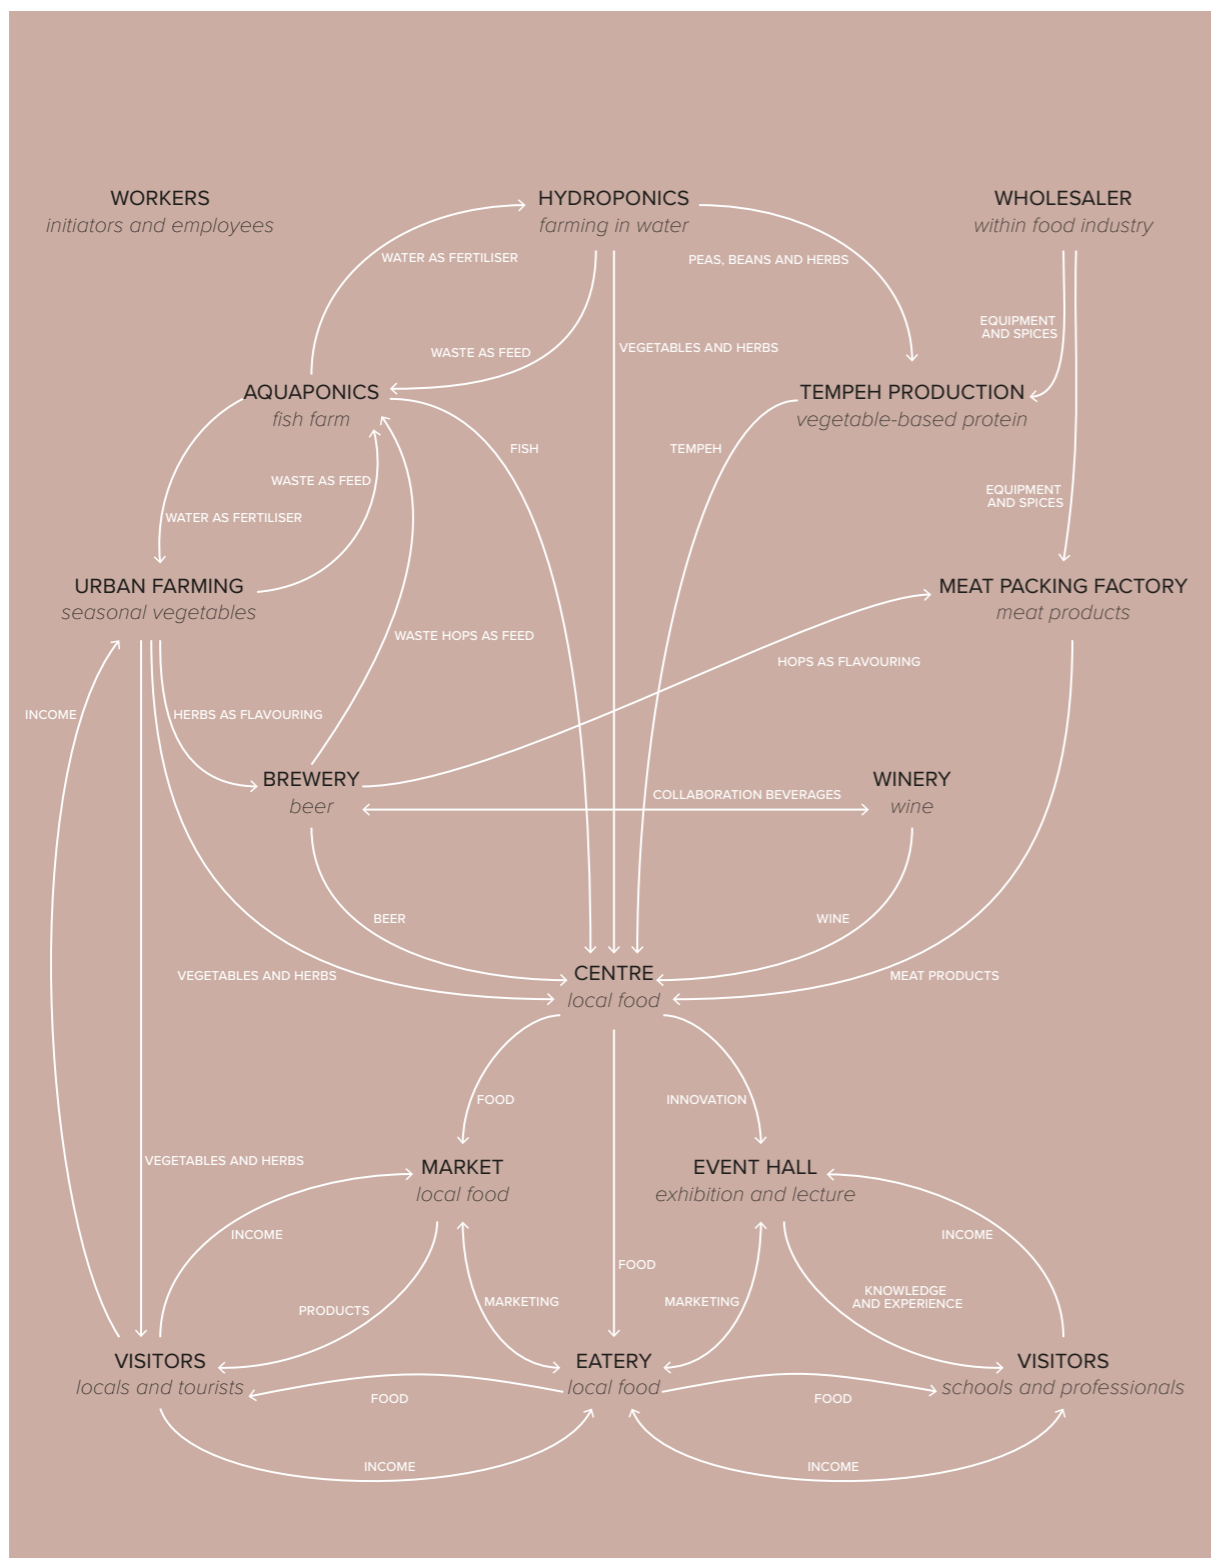 WORKERS
initiators and employees
HYDROPONICS
farming in water
WHOLESALER
within food industry
WATER AS FERTILISER
PEAS, BEANS AND HERBS
EQUIPMENT
AND SPICES
WASTE AS FEED
VEGETABLES AND HERBS
AQUAPONICS
fish farm
TEMPEH PRODUCTION
vegetable-based protein
FISH
TEMPEH
WASTE AS FEED
EQUIPMENT
AND SPICES
WATER AS FERTILISER
URBAN FARMING
seasonal vegetables
MEAT PACKING FACTORY
meat products
WASTE HOPS AS FEED
HOPS AS FLAVOURING
INCOME
HERBS AS FLAVOURING
BREWERY
beer
COLLABORATION BEVERAGES
WINERY
wine
BEER
WINE
VEGETABLES AND HERBS
CENTRE
local food
MEAT PRODUCTS
FOOD
INNOVATION
VEGETABLES AND HERBS
MARKET
local food
EVENT HALL
exhibition and lecture
INCOME
INCOME
FOOD
PRODUCTS
MARKETING
MARKETING
KNOWLEDGE
AND EXPERIENCE
VISITORS
locals and tourists
EATERY
local food
VISITORS
schools and professionals
FOOD
FOOD
INCOME
INCOME